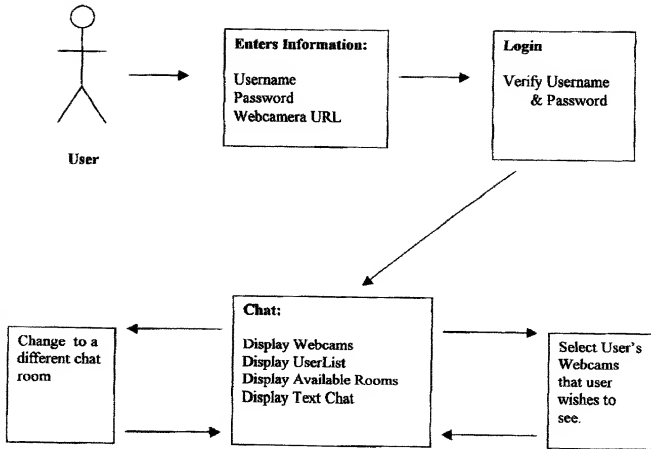 User
Enters Information:
Username
Password
Webcamera URL
Login
Verify Username
& Password
Chat:
Display Webcams
Display UserList
Display Available Rooms
Display Text Chat
Change to a
different chat
room
Select User's
Webcams
that user
wishes to
see.